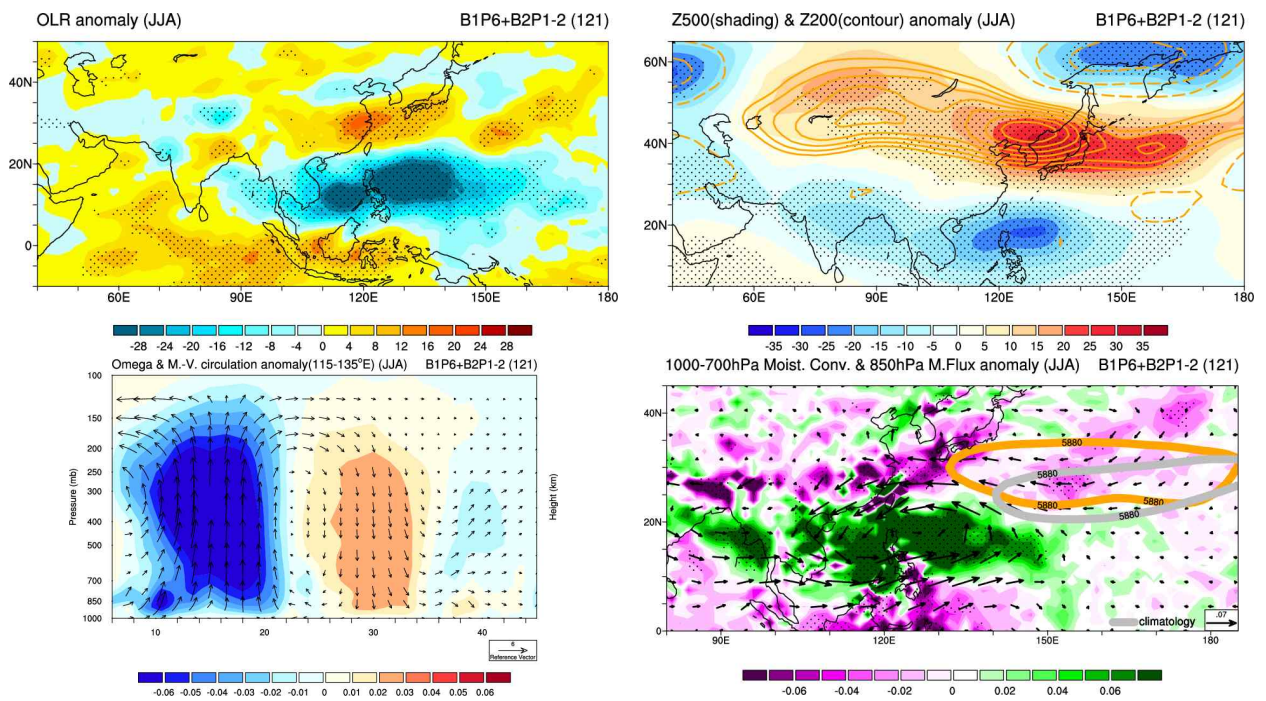 OLR anomaly (JJA) B1P6+B2P1-2 (121)
40N
20N
0
60E 90E 120E 150E 180
-28 -24 -20 -16 -12 -8 -4 0 4 8 12 16 20 24 28
Z500(shading) & Z200(contour) anomaly (JJA) B1P6+B2P1-2 (121)
60N
40N
20N
60E 90E 120E 150E 180
-35 -30 -25 -20 -15 -10 -5 0 5 10 15 20 25 30 35
Omega & M.-V. circulation anomaly(115-135°E) (JJA) B1P6+B2P1-2 (121)
100
150
200
250
300
400
500
700
850
1000
Pressure (mb)
Height (km)
10 20 30 40
6
Reference Vector
-0.06 -0.05 -0.04 -0.03 -0.02 -0.01 0 0.01 0.02 0.03 0.04 0.05 0.06
1000-700hPa Moist. Conv. & 850hPa M.Flux anomaly (JJA) B1P6+B2P1-2 (121)
40N
20N
0
5880
5880
5880
5880
climatology
.07
90E 120E 150E 180
-0.06 -0.04 -0.02 0 0.02 0.04 0.06